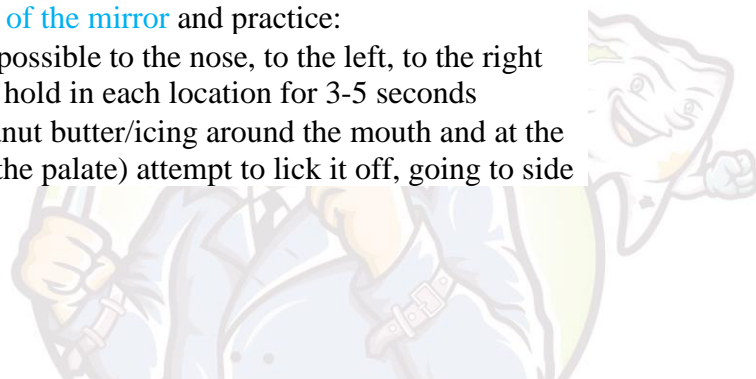 of the mirror and practice:
possible to the nose, to the left, to the right
hold in each location for 3-5 seconds
nut butter/icing around the mouth and at the
the palate) attempt to lick it off, going to side